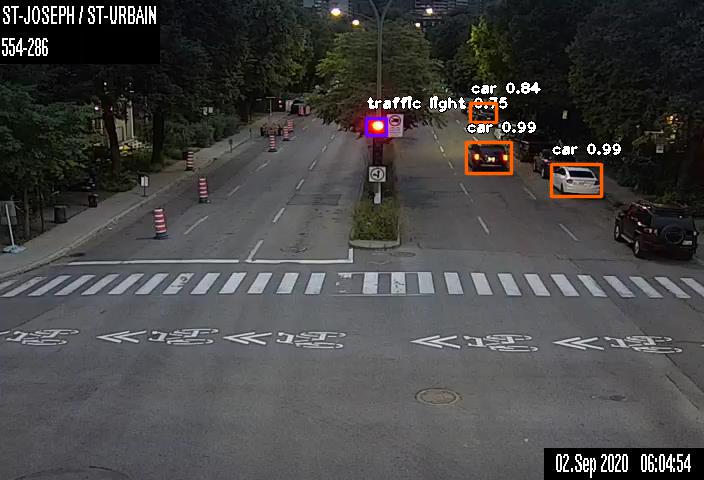 ST-JOSEPH / ST-URBAIN
554-286
car 0.84
traffic light 0.75
car 0.99
car 0.99
02.Sep 2020 06:04:54